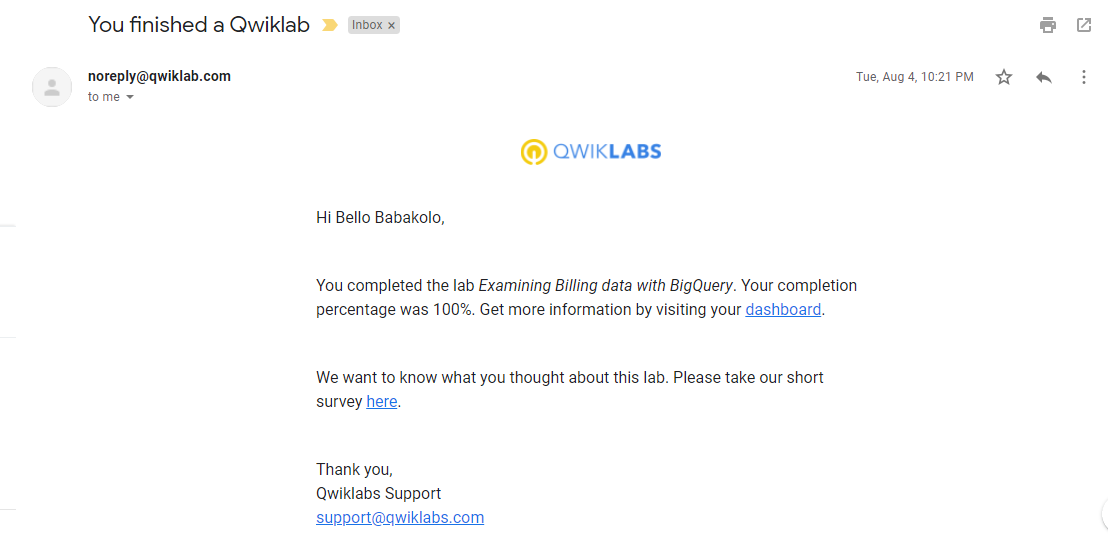 You finished a Qwiklab Inbox x
noreply@qwiklab.com Tue, Aug 4, 10:21 PM
to me
QWIKLABS
Hi Bello Babakolo,
You completed the lab Examining Billing data with BigQuery. Your completion
percentage was 100%. Get more information by visiting your dashboard.
We want to know what you thought about this lab. Please take our short
survey here.
Thank you,
Qwiklabs Support
support@qwiklabs.com